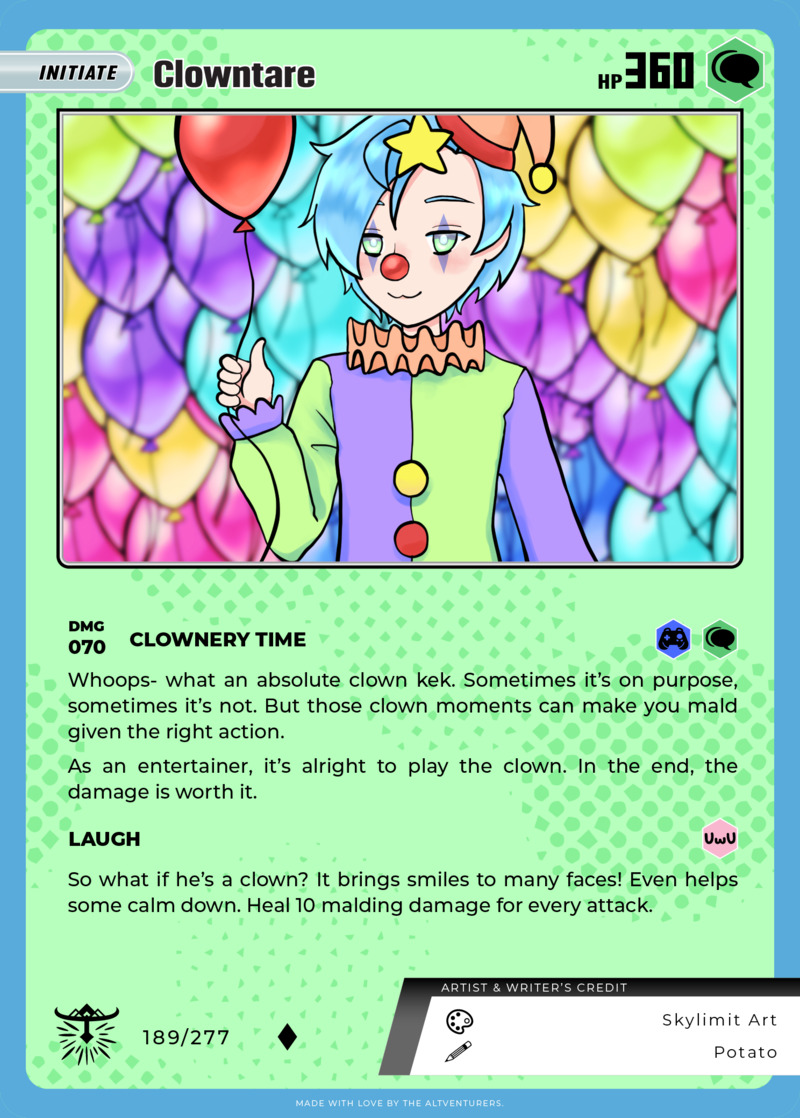 INITIATE
Clowntare
HP 360
DMG
070
CLOWNERY TIME
Whoops- what an absolute clown kek. Sometimes it's on purpose,
sometimes it's not. But those clown moments can make you mald
given the right action.
As an entertainer, it's alright to play the clown. In the end, the
damage is worth it.
LAUGH
UwU
So what if he's a clown? It brings smiles to many faces! Even helps
some calm down. Heal 10 malding damage for every attack.
ARTIST & WRITER'S CREDIT
189/277
Skylimit Art
Potato
MADE WITH LOVE BY THE ALTVENTURERS.